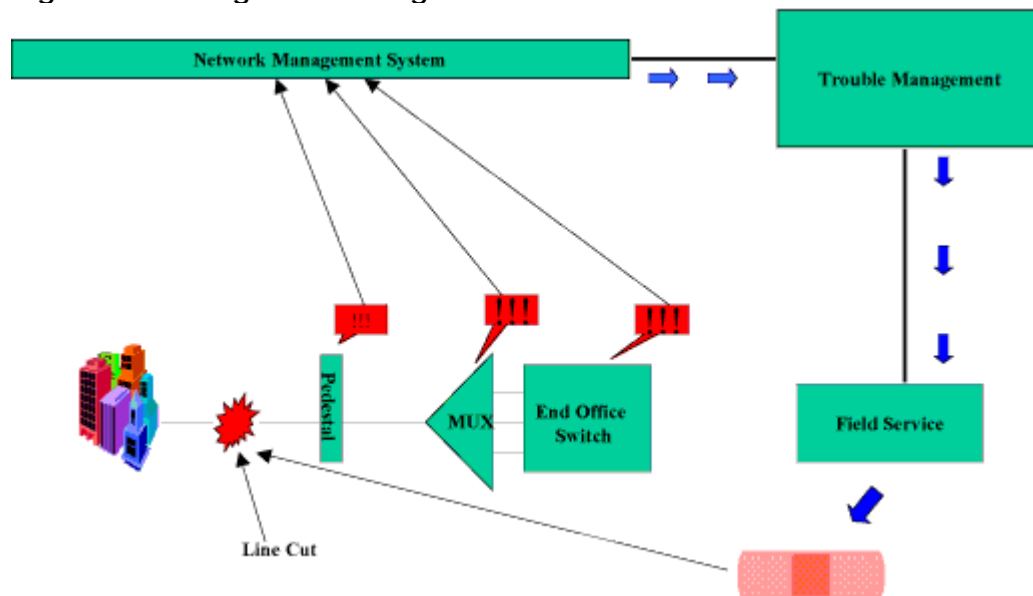 Network Management System
Trouble Management
!!!
!!!
!!!
Pedestal
MUX
End Office
Switch
Field Service
Line Cut